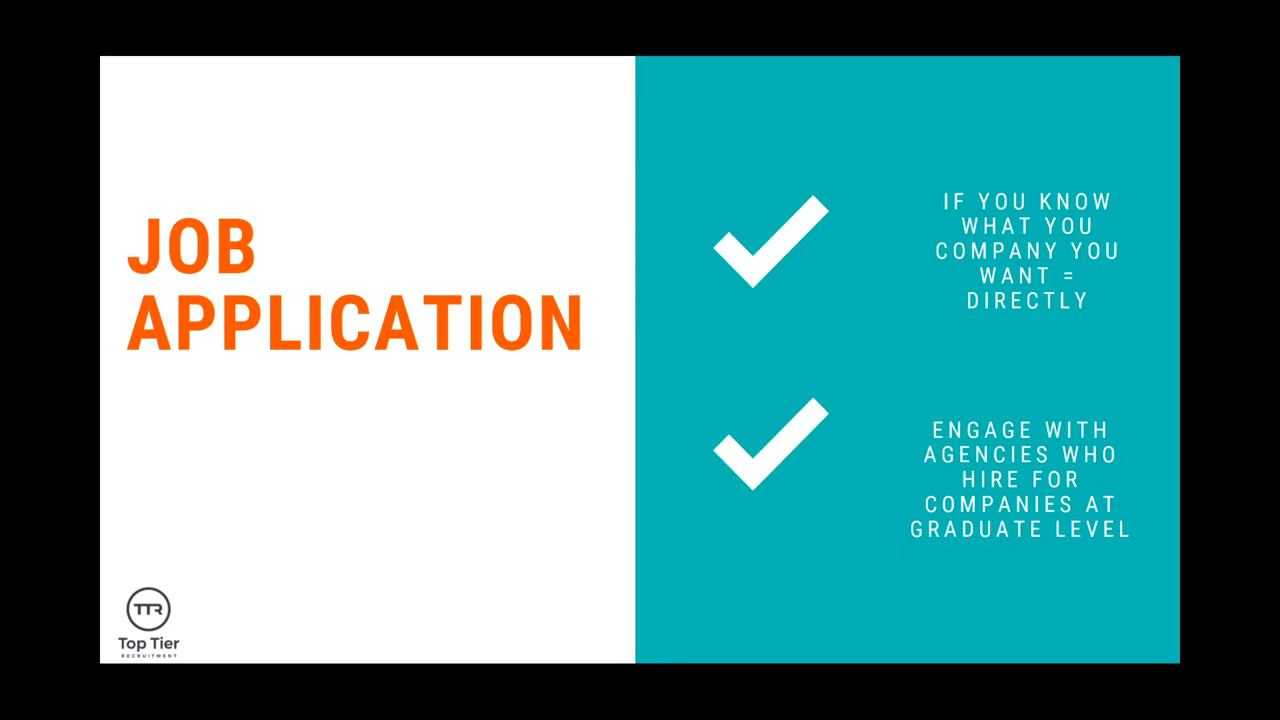 JOB
APPLICATION
IF YOU KNOW
WHAT YOU
COMPANY YOU
WANT =
DIRECTLY
ENGAGE WITH
AGENCIES WHO
HIRE FOR
COMPANIES AT
GRADUATE LEVEL
TTR
Top Tier
RECRUITMENT